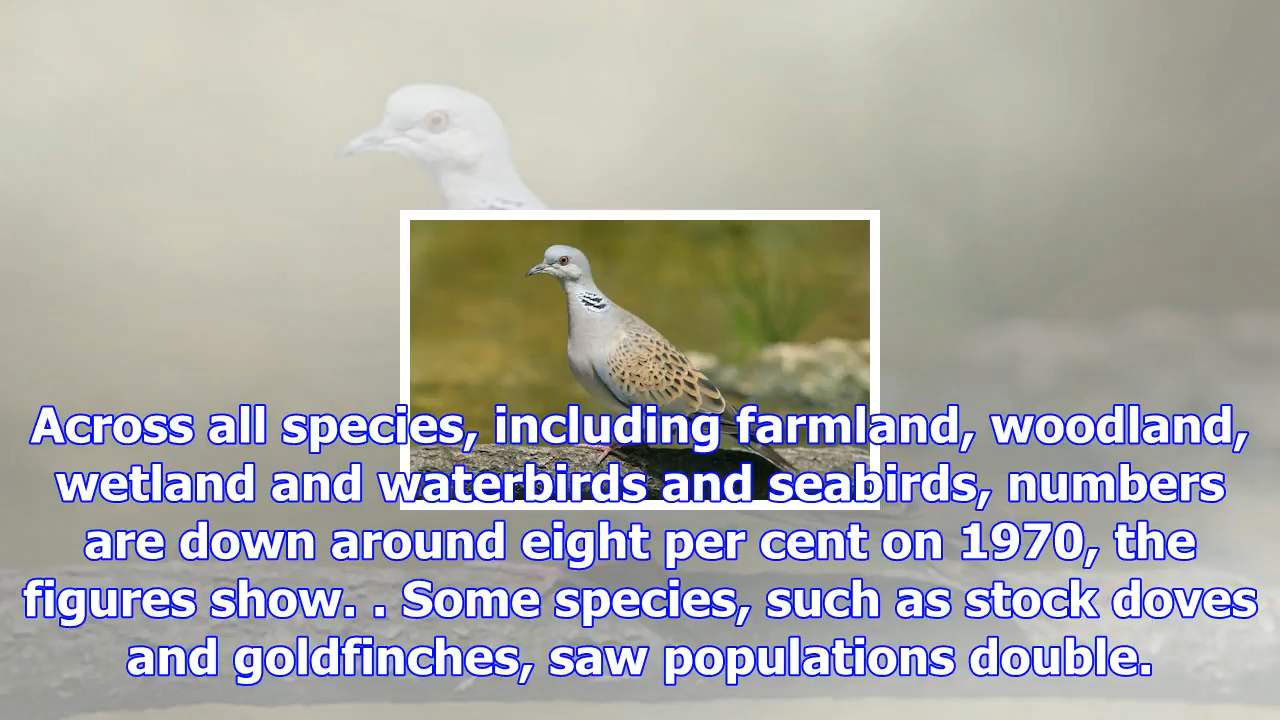 Across all species, including farmland, woodland,
wetland and waterbirds and seabirds, numbers
are down around eight per cent on 1970, the
figures show. . Some species, such as stock doves
and goldfinches, saw populations double.